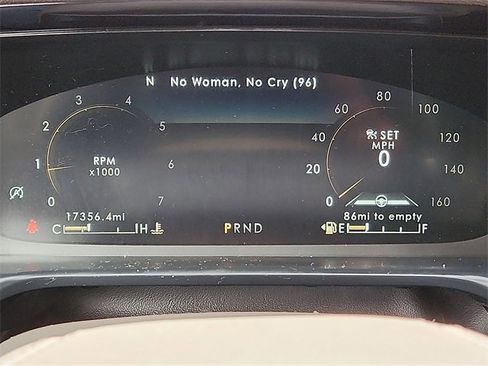 N No Woman, No Cry (96)
3 4
2 5
1 6
0 7
RPM
x1000
17356.4mi
C H
PRND
80
60 100
40 120
20 140
0 160
SET
MPH
0
86mi to empty
E F